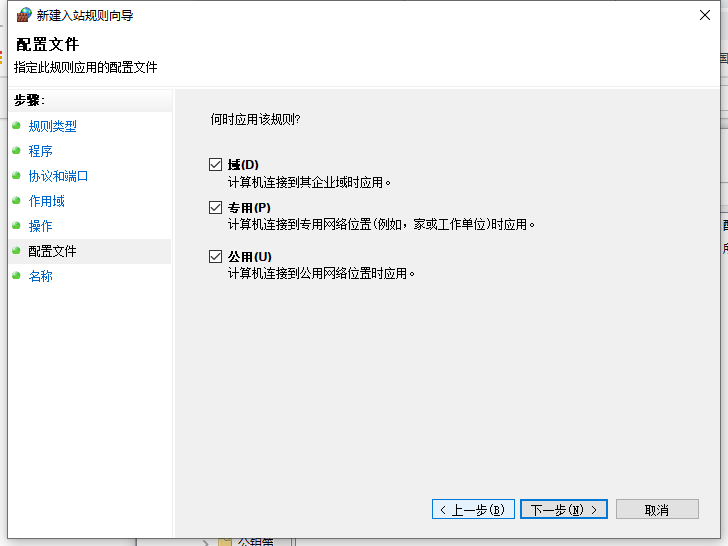 新建入站规则向导
配置文件
指定此规则应用的配置文件
步骤:
规则类型
程序
协议和端口
作用域
操作
配置文件
名称
何时应用该规则?
域(D)
计算机连接到其企业域时应用。
专用(P)
计算机连接到专用网络位置(例如，家或工作单位)时应用。
公用(U)
计算机连接到公用网络位置时应用。
< 上一步(B)
下一步(N) >
取消